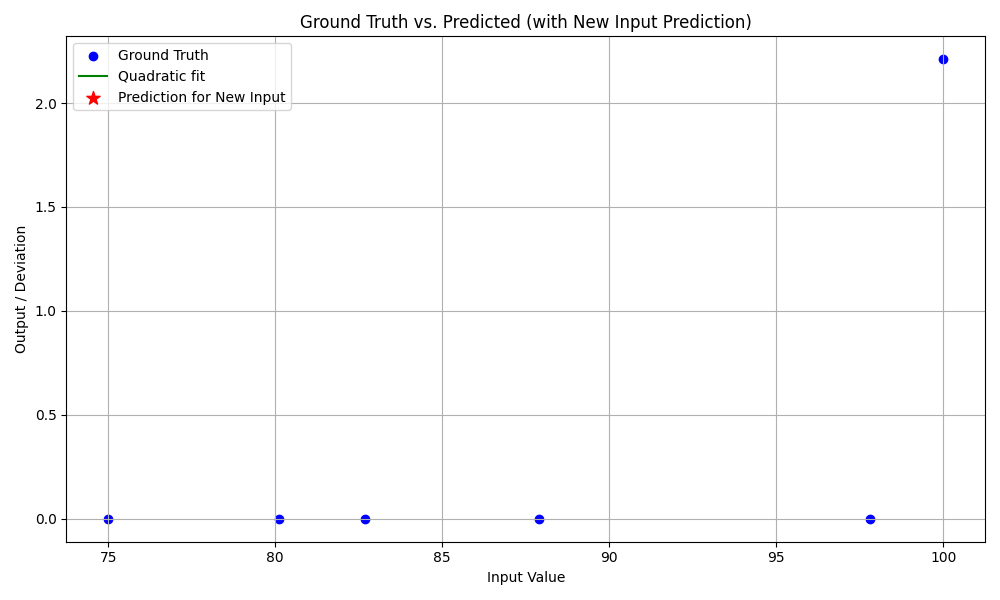 Ground Truth vs. Predicted (with New Input Prediction)
Ground Truth
Quadratic fit
Prediction for New Input
2.0
1.5
1.0
0.5
0.0
Output / Deviation
75 80 85 90 95 100
Input Value